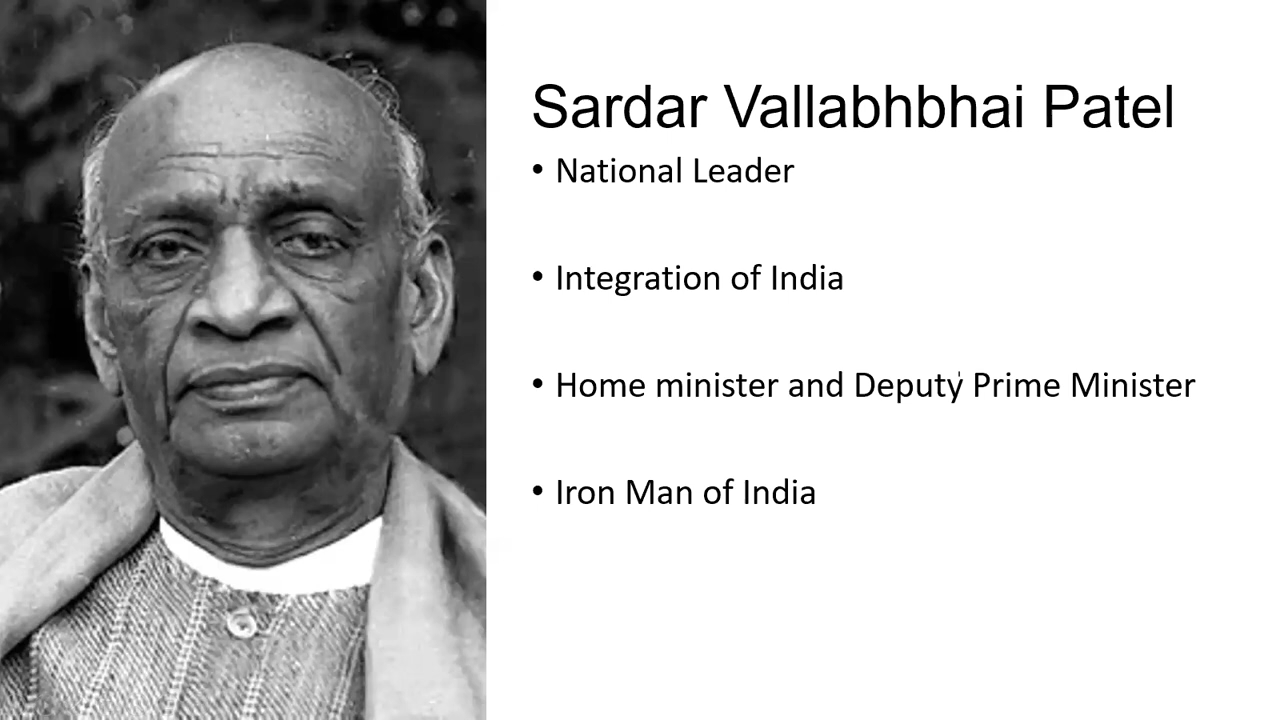 Sardar Vallabhbhai Patel
• National Leader
• Integration of India
• Home minister and Deputy Prime Minister
• Iron Man of India